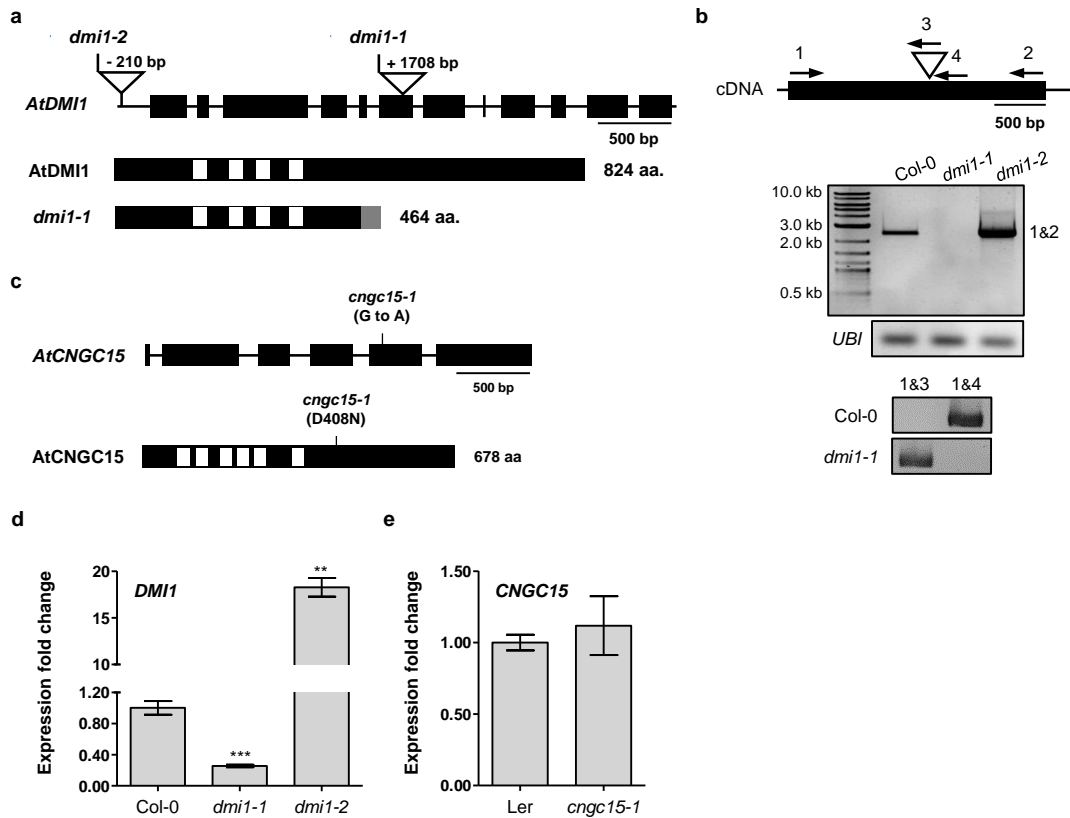 a
dmi1-2
- 210 bp
dmi1-1
+ 1708 bp
AtDMI1
500 bp
AtDMI1
824 aa.
dmi1-1
464 aa.
b
1
3
4
2
cDNA
500 bp
Col-0
dmi1-1
dmi1-2
10.0 kb
3.0 kb
2.0 kb
0.5 kb
1&2
UBI
1&3
1&4
Col-0
dmi1-1
c
cngc15-1
(G to A)
AtCNGC15
500 bp
cngc15-1
(D408N)
AtCNGC15
678 aa
d
Expression fold change
DMI1
20
15
10
1.20
0.80
0.40
0.00
**
***
Col-0
dmi1-1
dmi1-2
e
Expression fold change
CNGC15
1.50
1.00
0.50
0.00
Ler
cngc15-1